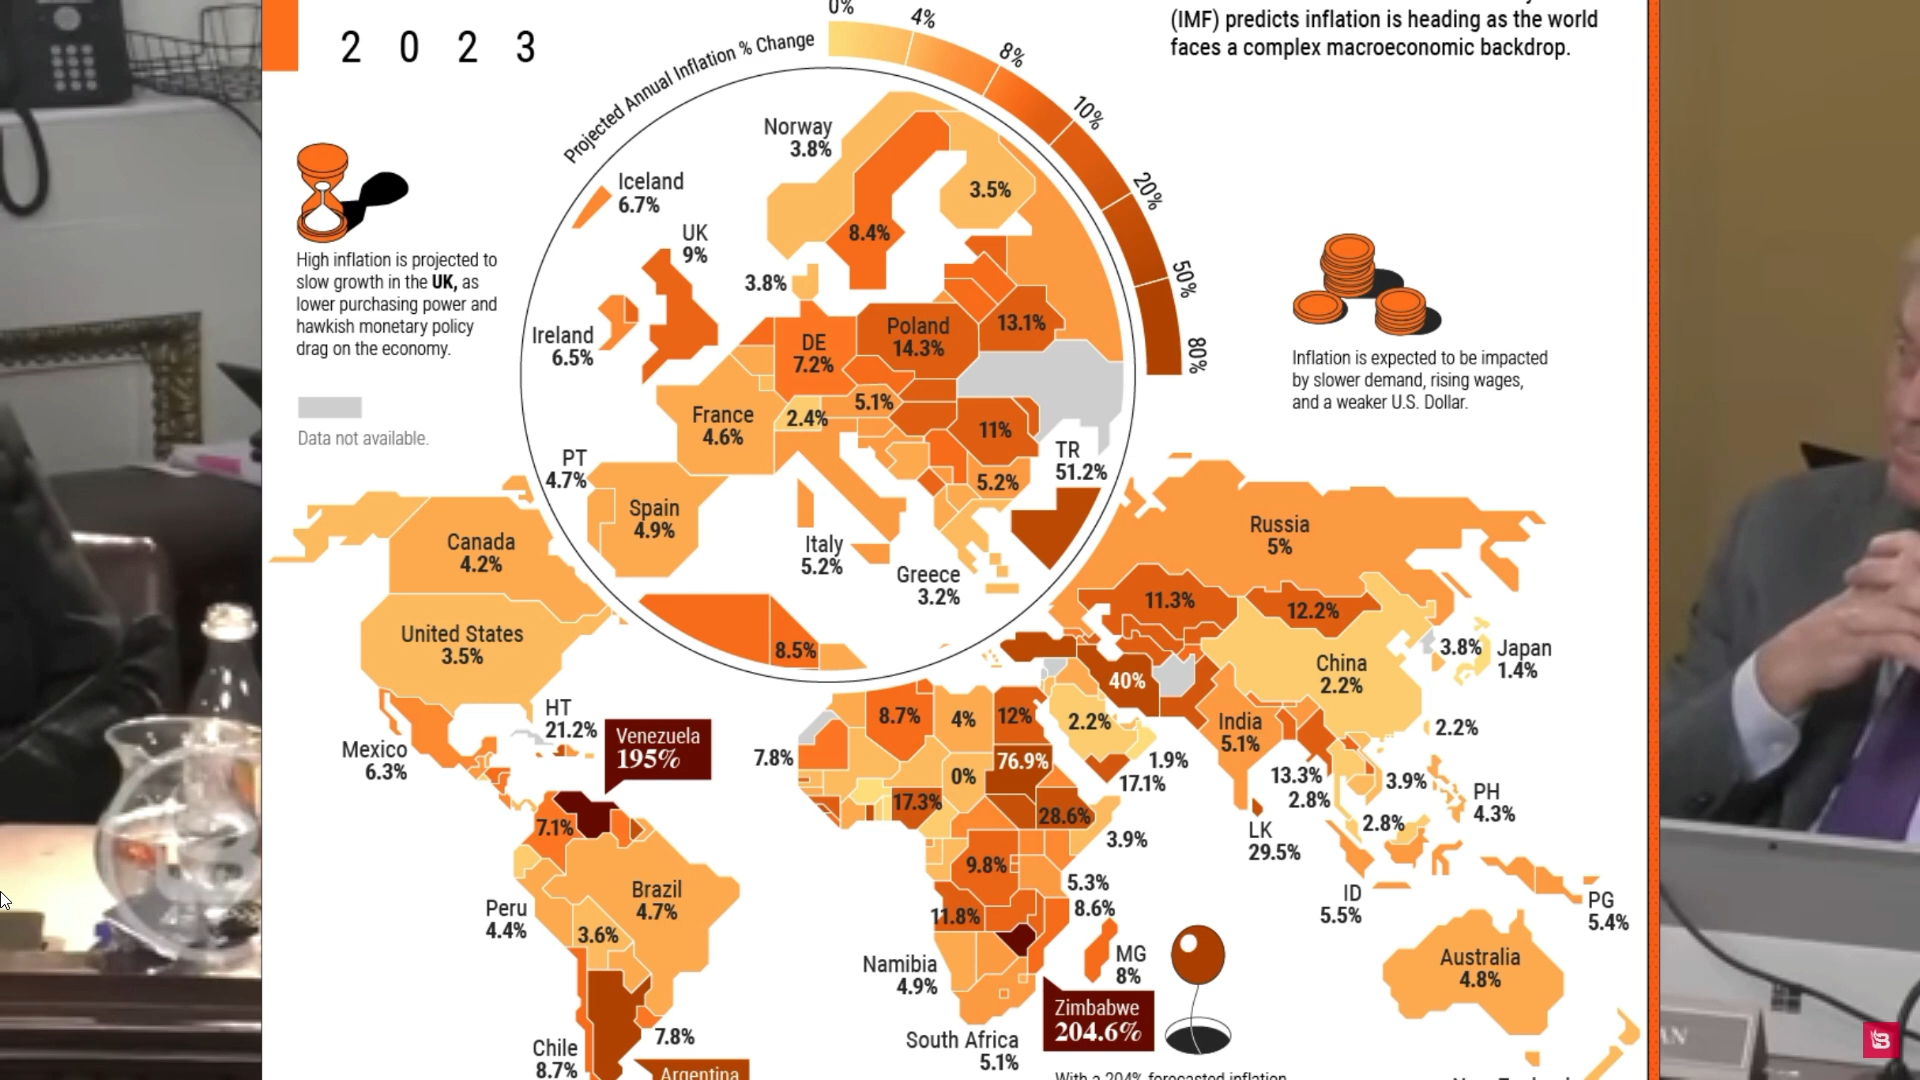 2 0 2 3
(IMF) predicts inflation is heading as the world
faces a complex macroeconomic backdrop.
Projected Annual Inflation % Change
0%
4%
8%
10%
20%
50%
80%
High inflation is projected to
slow growth in the UK, as
lower purchasing power and
hawkish monetary policy
drag on the economy.
Data not available.
Inflation is expected to be impacted
by slower demand, rising wages,
and a weaker U.S. Dollar.
Norway
3.8%
Iceland
6.7%
3.5%
UK
9%
8.4%
3.8%
Ireland
6.5%
DE
7.2%
Poland
14.3%
13.1%
France
4.6%
2.4%
5.1%
11%
TR
51.2%
PT
4.7%
5.2%
Spain
4.9%
Italy
5.2%
Greece
3.2%
8.5%
Canada
4.2%
United States
3.5%
Mexico
6.3%
HT
21.2%
Venezuela
195%
7.1%
Brazil
4.7%
Peru
4.4%
3.6%
Chile
8.7%
7.8%
Argentina
Russia
5%
11.3%
12.2%
3.8%
Japan
1.4%
China
2.2%
40%
2.2%
India
5.1%
2.2%
1.9%
17.1%
13.3%
2.8%
3.9%
PH
4.3%
2.8%
LK
29.5%
ID
5.5%
PG
5.4%
Australia
4.8%
8.7%
4%
12%
7.8%
0%
76.9%
17.3%
28.6%
3.9%
9.8%
5.3%
8.6%
11.8%
Namibia
4.9%
MG
8%
South Africa
5.1%
Zimbabwe
204.6%
With a 204% forecasted inflation
AN
B